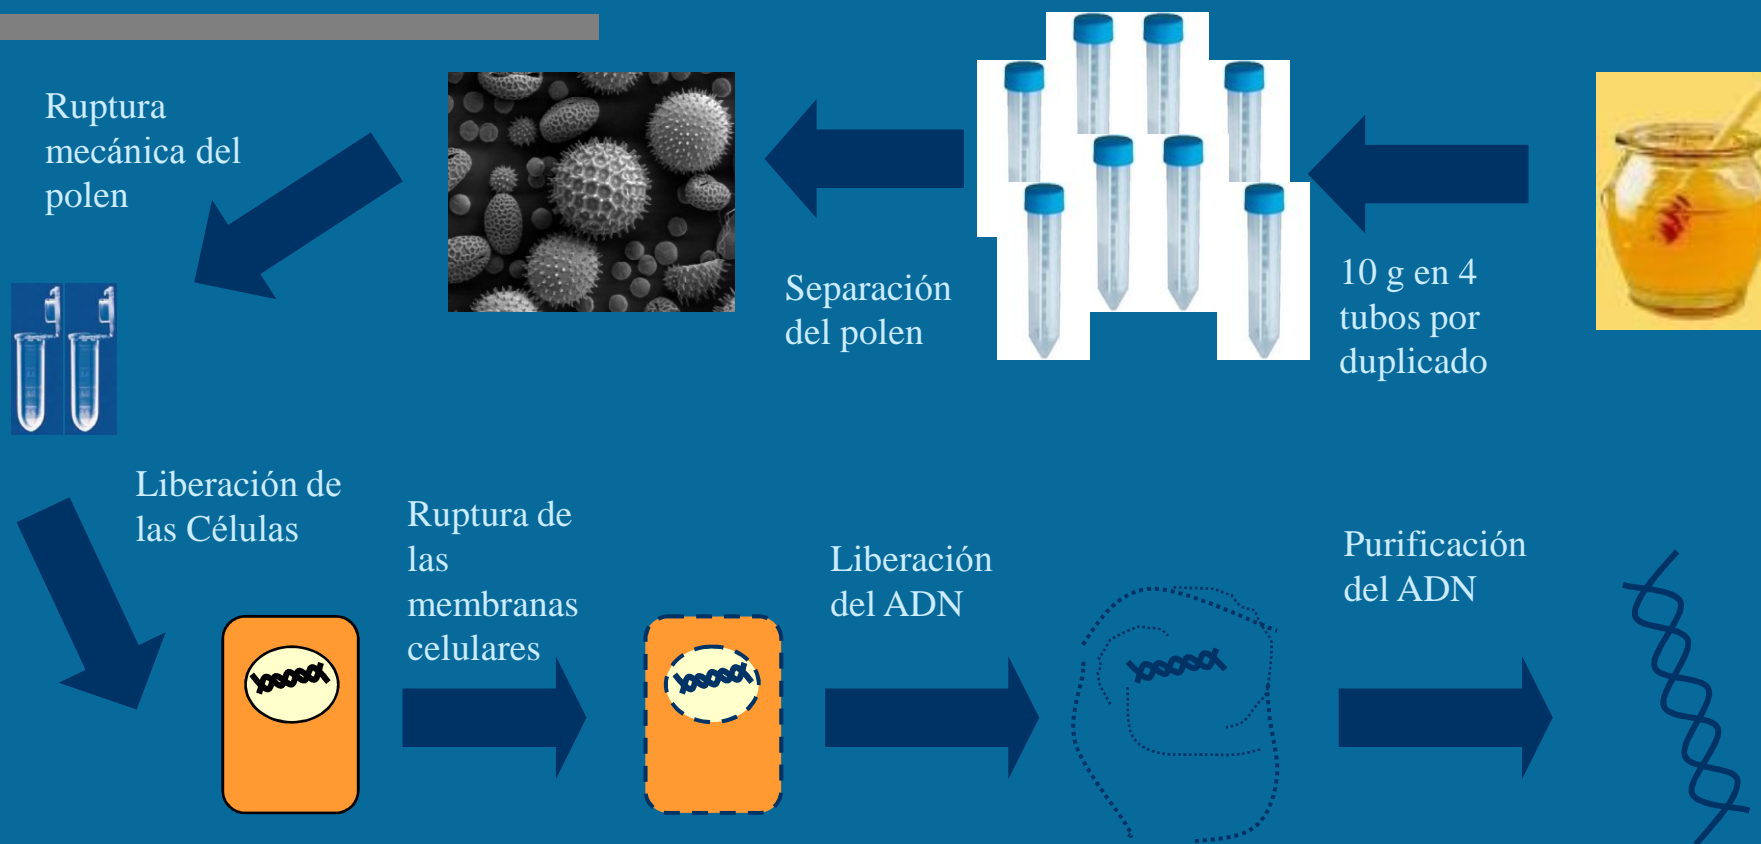 Ruptura
mecánica del
polen
Separación
del polen
10 g en 4
tubos por
duplicado
Liberación de
las Células
Ruptura de
las
membranas
celulares
Liberación
del ADN
Purificación
del ADN